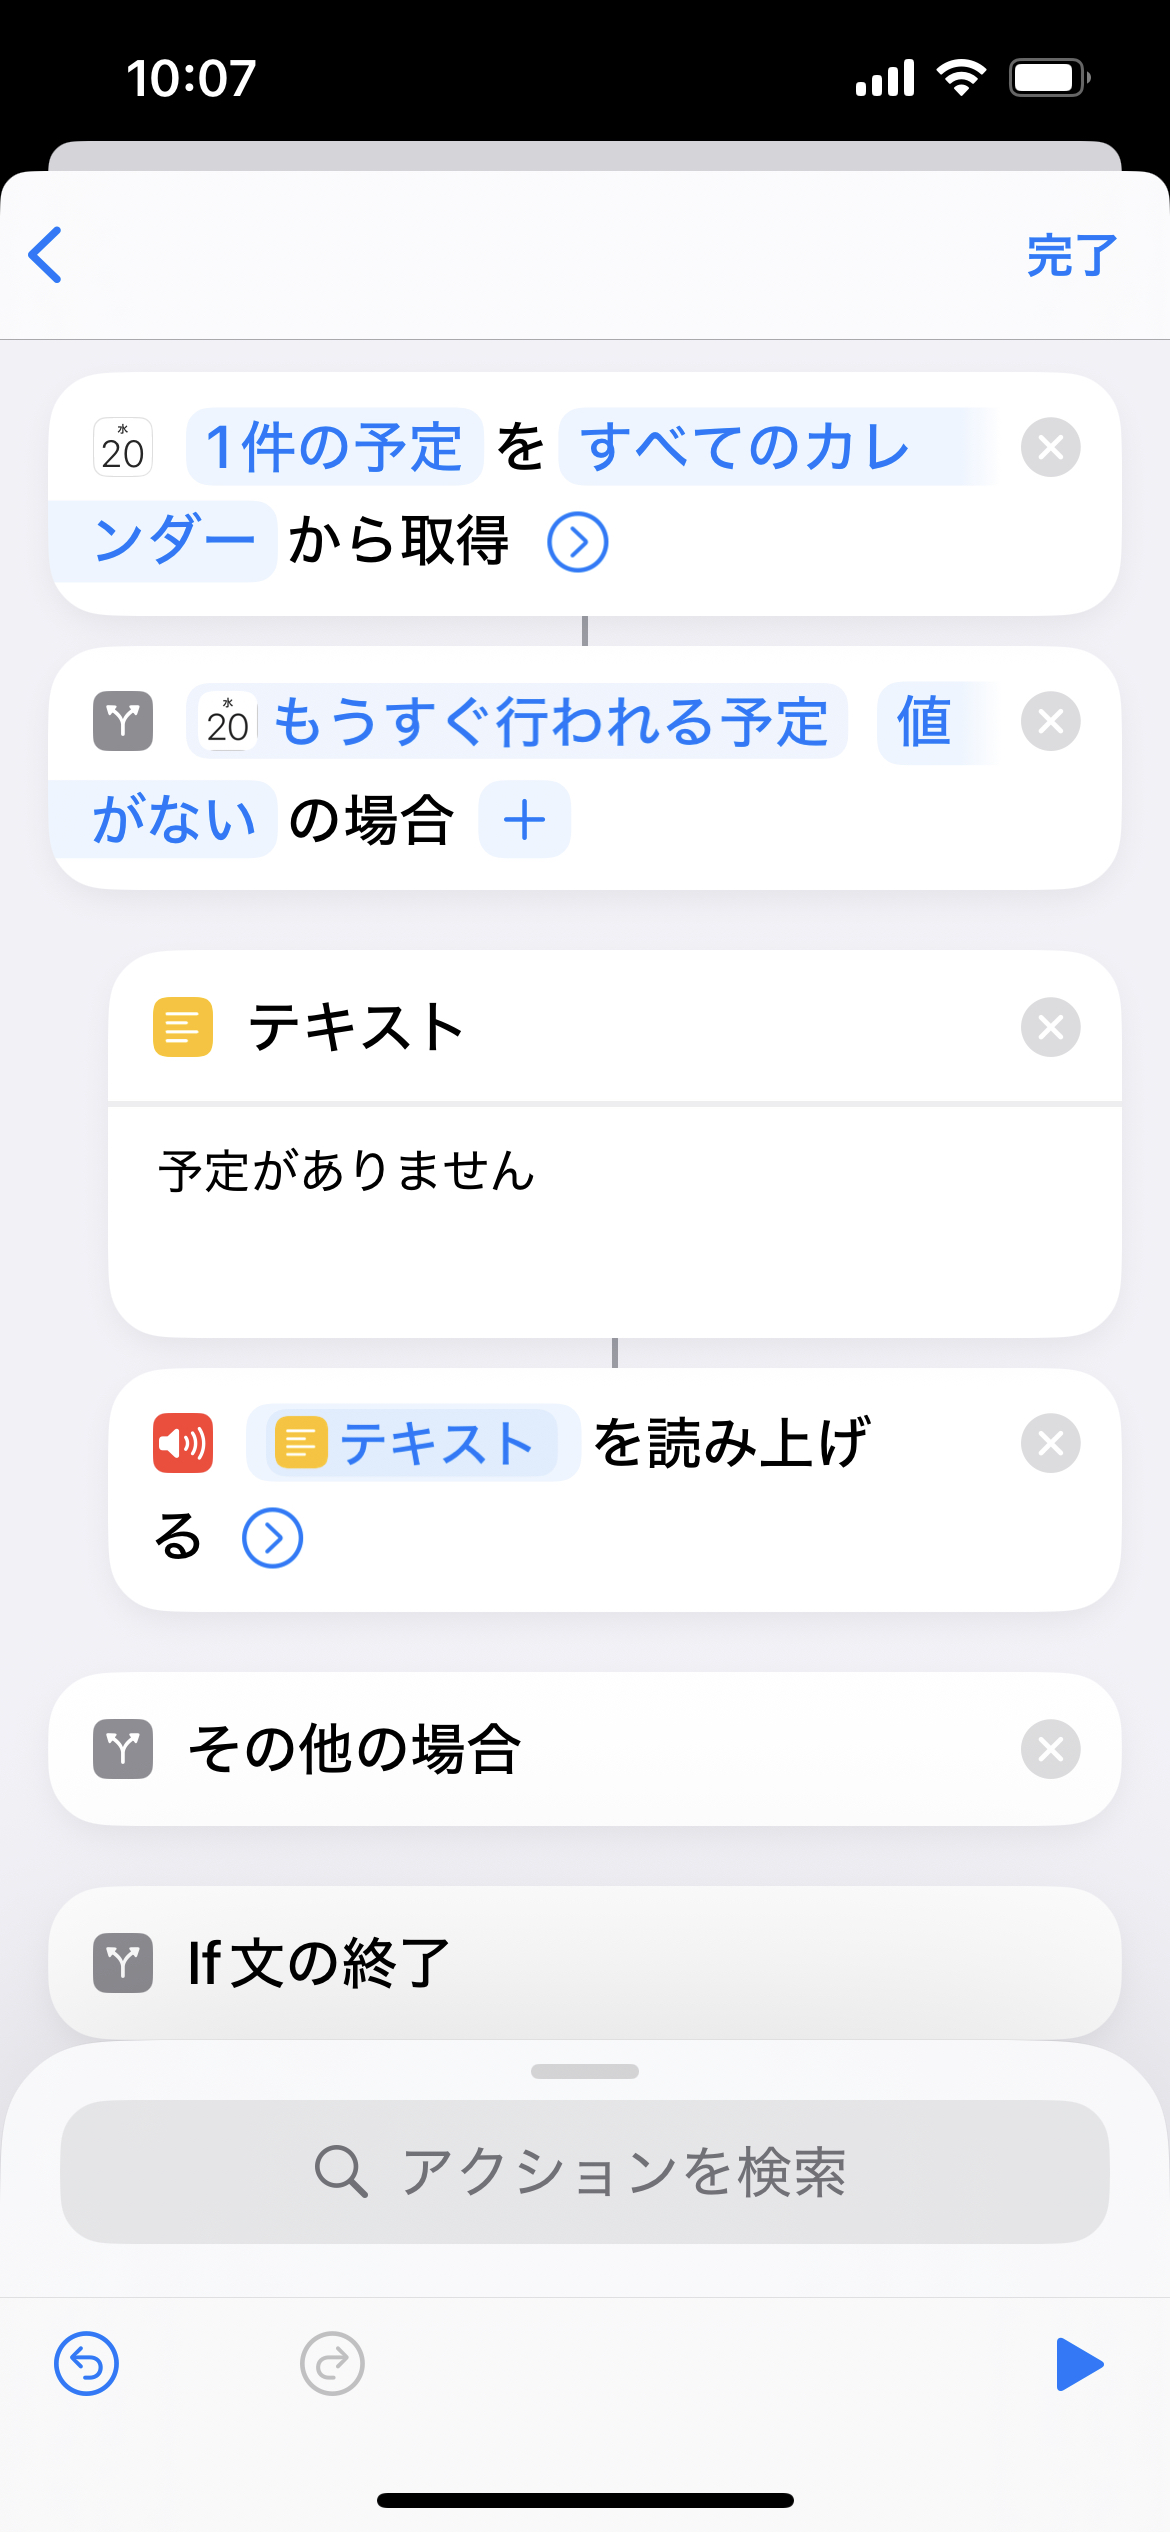 10:07
完了
水
20
1件の予定 を すべてのカレ
ンダー から取得
水
20
もうすぐ行われる予定 値
がない の場合 +
テキスト
予定がありません
テキスト を読み上げ
る
その他の場合
If文の終了
アクションを検索